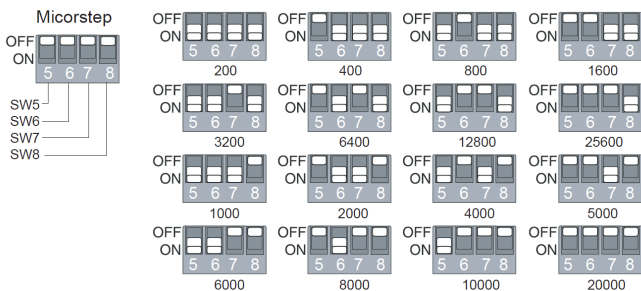 Micorstep
OFF
ON
5 6 7 8
SW5
SW6
SW7
SW8
OFF OFF OFF OFF
ON ON ON ON
5 6 7 8 5 6 7 8 5 6 7 8 5 6 7 8
200 400 800 1600
OFF OFF OFF OFF
ON ON ON ON
5 6 7 8 5 6 7 8 5 6 7 8 5 6 7 8
3200 6400 12800 25600
OFF OFF OFF OFF
ON ON ON ON
5 6 7 8 5 6 7 8 5 6 7 8 5 6 7 8
1000 2000 4000 5000
OFF OFF OFF OFF
ON ON ON ON
5 6 7 8 5 6 7 8 5 6 7 8 5 6 7 8
6000 8000 10000 20000